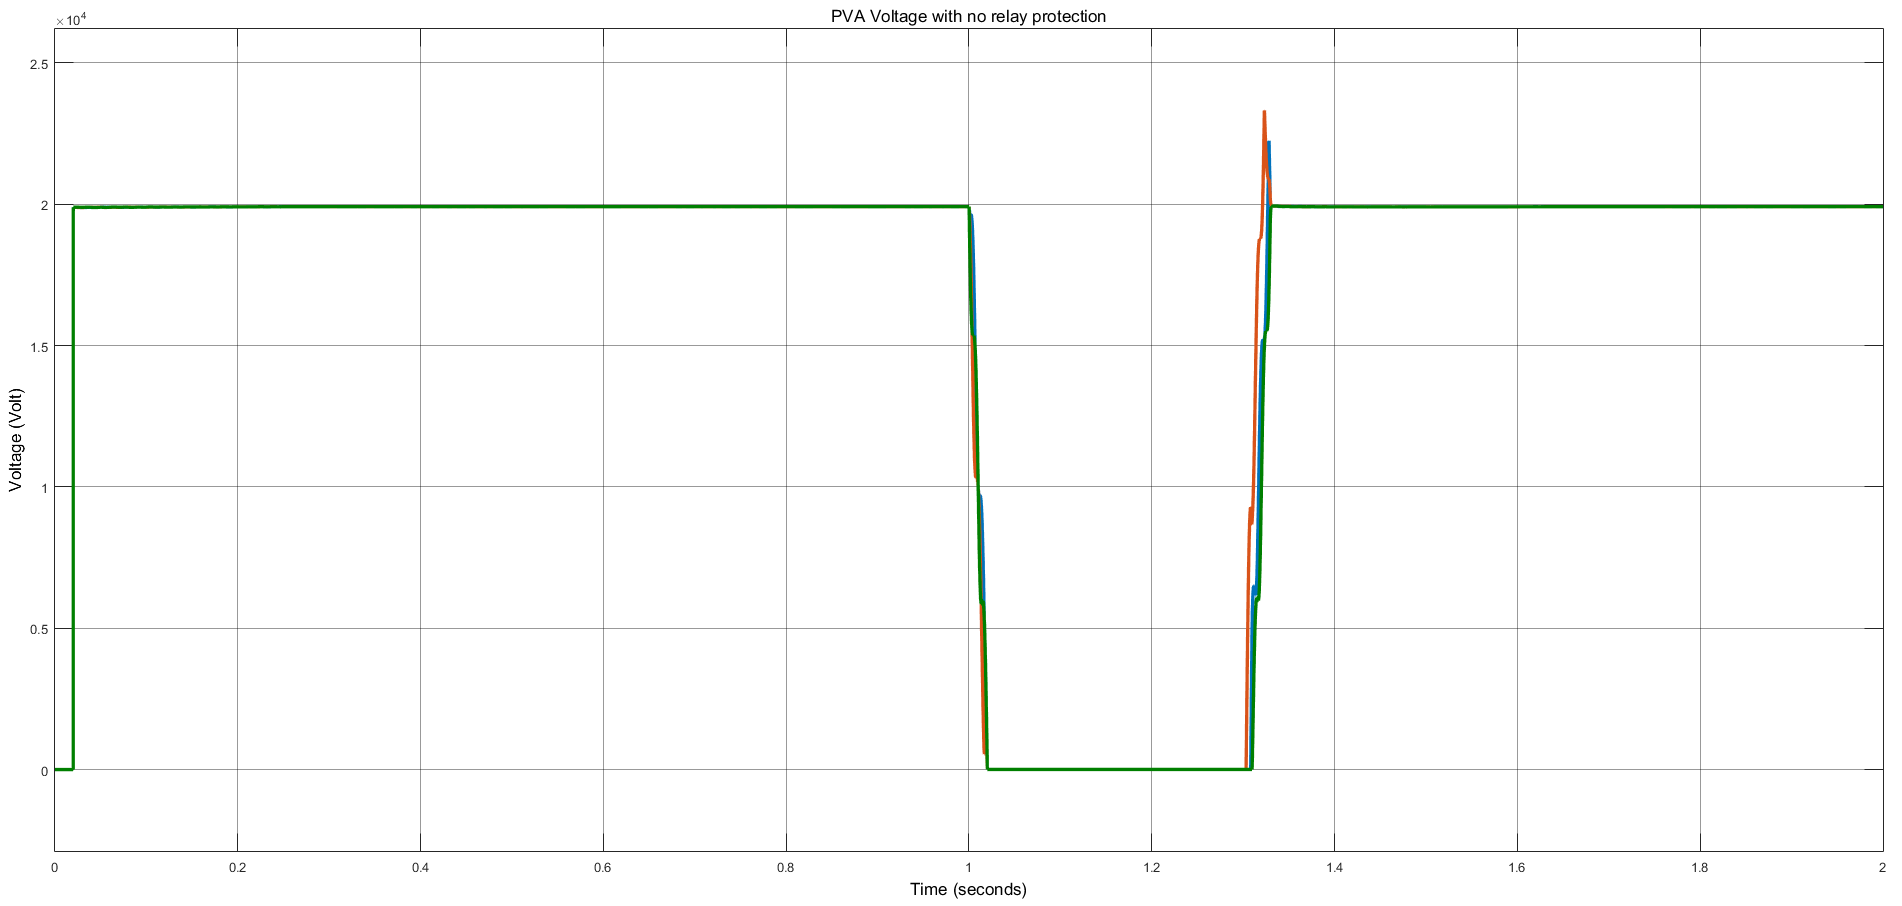 PVA Voltage with no relay protection
×10⁴
2.5
2
1.5
1
0.5
0
Voltage (Volt)
0 0.2 0.4 0.6 0.8 1 1.2 1.4 1.6 1.8 2
Time (seconds)